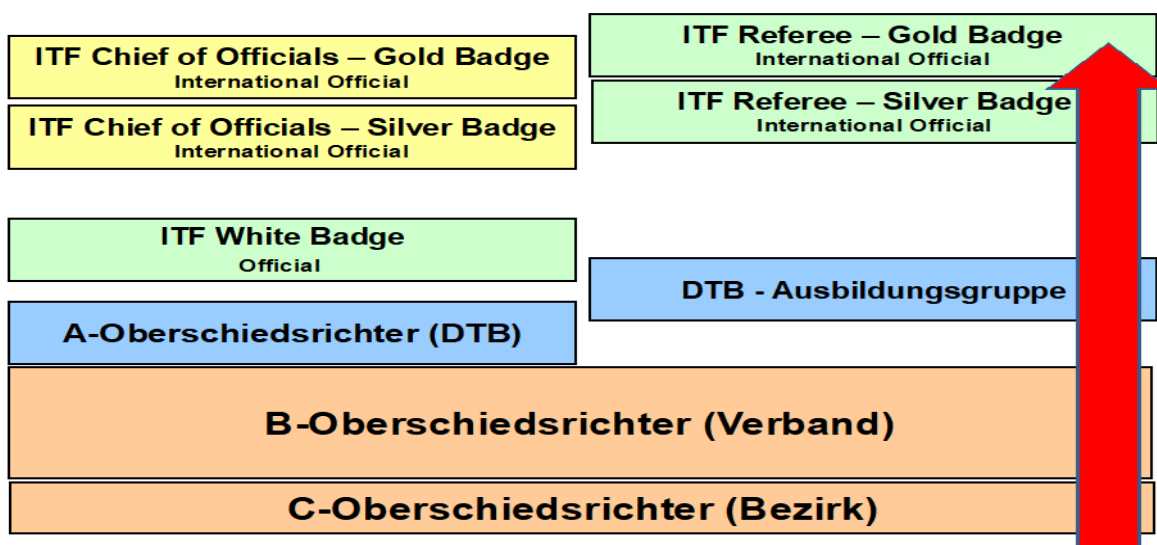 ITF Chief of Officials – Gold Badge
International Official
ITF Chief of Officials – Silver Badge
International Official
ITF White Badge
Official
A-Oberschiedsrichter (DTB)
ITF Referee – Gold Badge
International Official
ITF Referee – Silver Badge
International Official
DTB - Ausbildungsgruppe
B-Oberschiedsrichter (Verband)
C-Oberschiedsrichter (Bezirk)